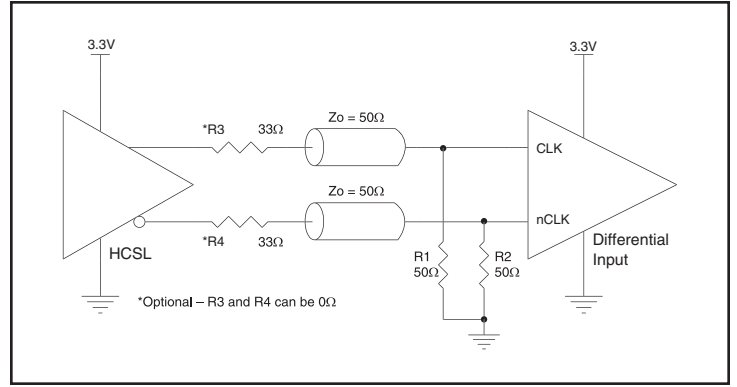 3.3V
3.3V
*R3 33Ω
Zo = 50Ω
CLK
Zo = 50Ω
nCLK
*R4 33Ω
HCSL
R1
50Ω
R2
50Ω
Differential
Input
*Optional – R3 and R4 can be 0Ω